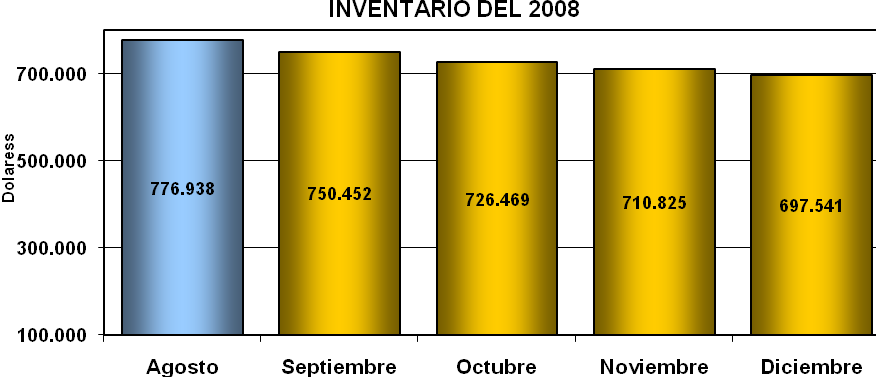 INVENTARIO DEL 2008
Dolaress
700.000
500.000
300.000
100.000
776.938
750.452
726.469
710.825
697.541
Agosto
Septiembre
Octubre
Noviembre
Diciembre